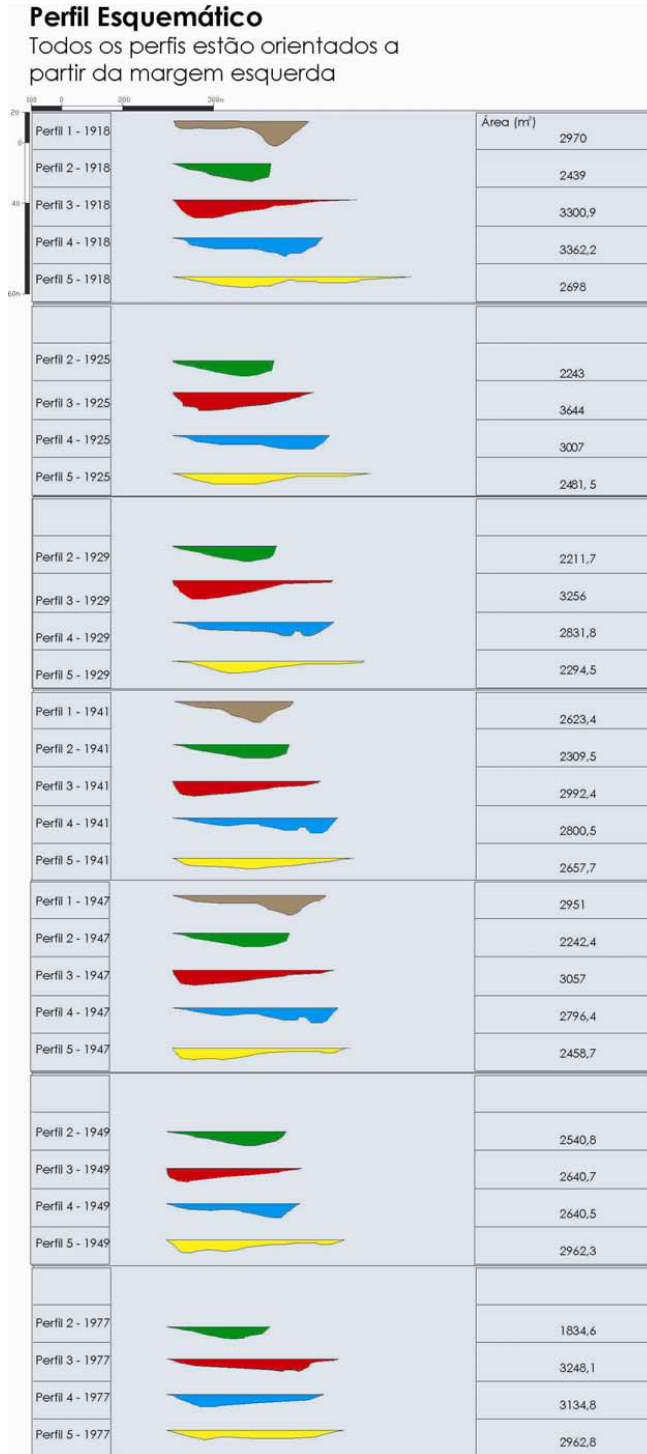 Perfil Esquemático
Todos os perfis estão orientados a
partir da margem esquerda
100 0 200
20
Área (m²)
Perfil 1 - 1918 2970
0
Perfil 2 - 1918 2439
40
Perfil 3 - 1918 3300,9
Perfil 4 - 1918 3362,2
Perfil 5 - 1918 2698
60m
Perfil 2 - 1925 2243
Perfil 3 - 1925 3644
Perfil 4 - 1925 3007
Perfil 5 - 1925 2481, 5
Perfil 2 - 1929 2211,7
Perfil 3 - 1929 3256
Perfil 4 - 1929 2831,8
Perfil 5 - 1929 2294,5
Perfil 1 - 1941 2623,4
Perfil 2 - 1941 2309,5
Perfil 3 - 1941 2992,4
Perfil 4 - 1941 2800,5
Perfil 5 - 1941 2657,7
Perfil 1 - 1947 2951
Perfil 2 - 1947 2242,4
Perfil 3 - 1947 3057
Perfil 4 - 1947 2796,4
Perfil 5 - 1947 2458,7
Perfil 2 - 1949 2540,8
Perfil 3 - 1949 2640,7
Perfil 4 - 1949 2640,5
Perfil 5 - 1949 2962,3
Perfil 2 - 1977 1834,6
Perfil 3 - 1977 3248,1
Perfil 4 - 1977 3134,8
Perfil 5 - 1977 2962,8